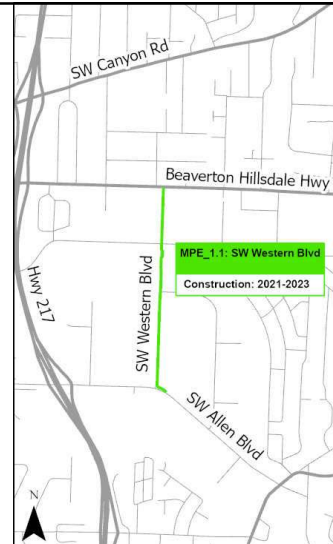 SW Canyon Rd
Beaverton Hillsdale Hwy
MPE_1.1: SW Western Blvd
Construction: 2021-2023
Hwy 217
SW Western Blvd
SW Allen Blvd
N